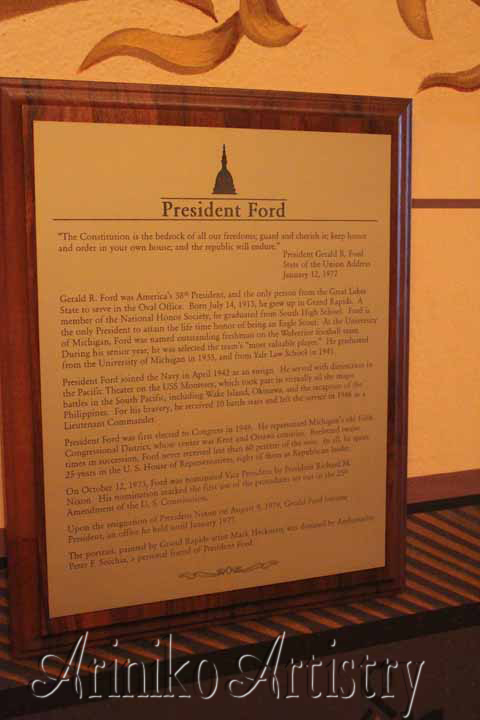 President Ford
"The Constitution is the bedrock of all our freedoms; guard and cherish it; keep honor
and order in your own house; and the republic will endure."
President Gerald R. Ford
State of the Union Address
January 12, 1977
Gerald R. Ford was America's 38th President, and the only person from the Great Lakes
State to serve in the Oval Office. Born July 14, 1913, he grew up in Grand Rapids. A
member of the National Honor Society, he graduated from South High School. Ford is
the only President to attain the life time honor of being an Eagle Scout. At the University
of Michigan, Ford was named outstanding freshman on the Wolverine football team.
During his senior year, he was selected the team's "most valuable player." He graduated
from the University of Michigan in 1935, and from Yale Law School in 1941.
President Ford joined the Navy in April 1942 as an ensign. He served with distinction in
the Pacific Theater on the USS Monterey, which took part in virtually all the major
battles in the South Pacific, including Wake Island, Okinawa, and the recapture of the
Philippines. For his bravery, he received 10 battle stars and left the service in 1946 as a
Lieutenant Commander.
President Ford was first elected to Congress in 1948. He represented Michigan's old Fifth
Congressional District, whose center was Kent and Ottawa counties. Reelected twelve
times in succession, Ford never received less than 60 percent of the vote. In all, he spent
25 years in the U. S. House of Representatives, eight of them as Republican leader.
On October 12, 1973, Ford was nominated Vice President by President Richard M.
Nixon. His nomination marked the first use of the procedures set out in the 25th
Amendment of the U. S. Constitution.
Upon the resignation of President Nixon on August 9, 1974, Gerald Ford became
President, an office he held until January 1977.
The portrait, painted by Grand Rapids artist Mark Heckman, was donated by Ambassador
Peter F. Secchia, a personal friend of President Ford.
Ariniko Artistry